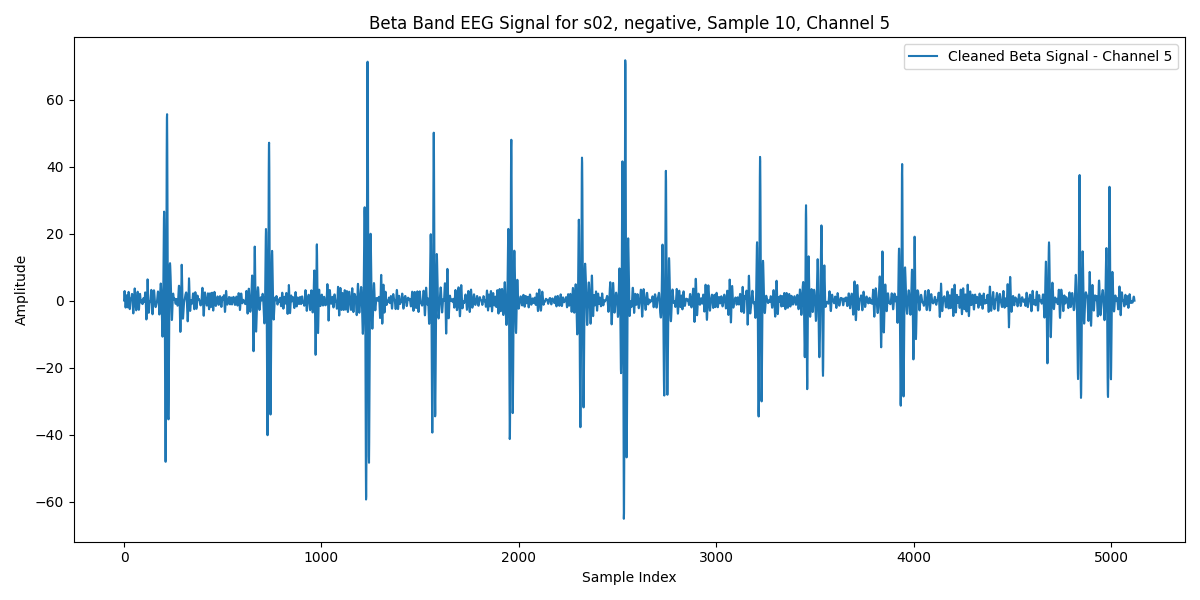 Beta Band EEG Signal for s02, negative, Sample 10, Channel 5
Cleaned Beta Signal - Channel 5
Amplitude
60
40
20
0
−20
−40
−60
0 1000 2000 3000 4000 5000
Sample Index